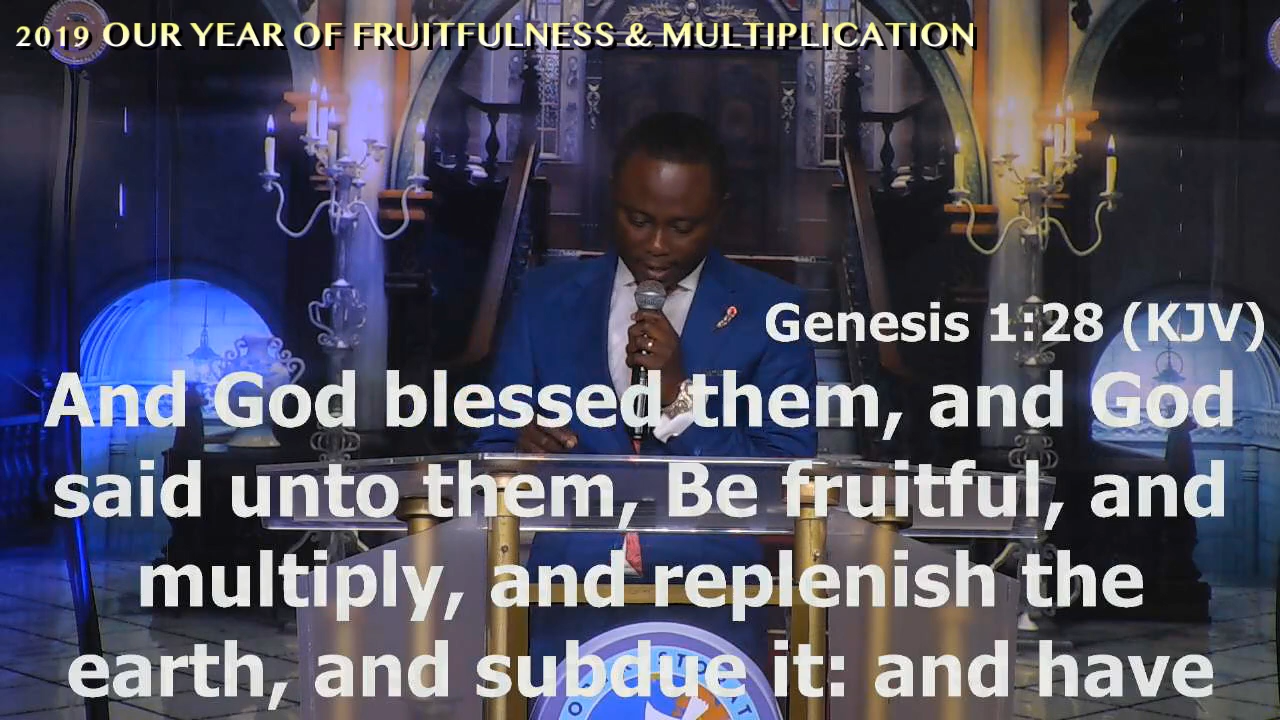 2019 OUR YEAR OF FRUITFULNESS & MULTIPLICATION
Genesis 1:28 (KJV)
And God blessed them, and God
said unto them, Be fruitful, and
multiply, and replenish the
earth, and subdue it: and have